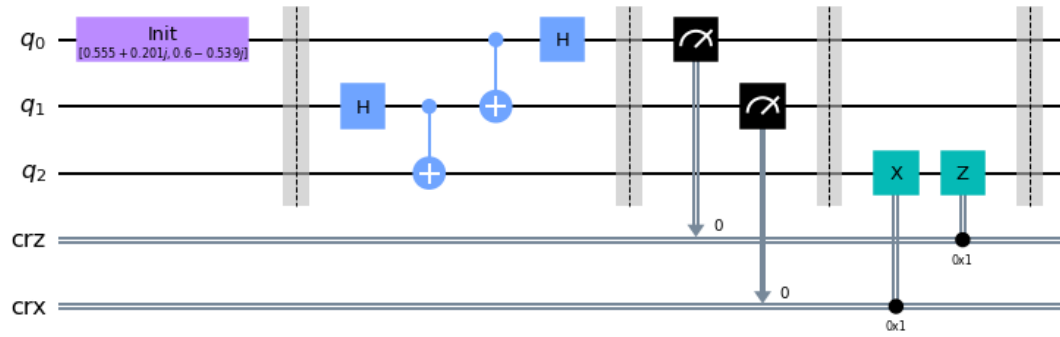 q0
Init
[0.555 + 0.201j, 0.6 − 0.539j]
H
q1
H
q2
X
Z
0
crz
0x1
0
crx
0x1